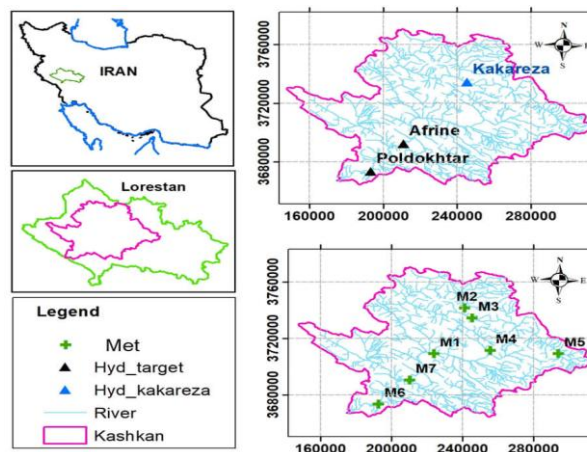 IRAN
Lorestan
Legend
Met
Hyd_target
Hyd_kakareza
River
Kashkan
N
W
E
S
3760000
3720000
3680000
Kakareza
Afrine
Poldokhtar
160000 200000 240000 280000
N
W
E
S
3760000
3720000
3680000
M2
M3
M1
M4
M5
M7
M6
160000 200000 240000 280000